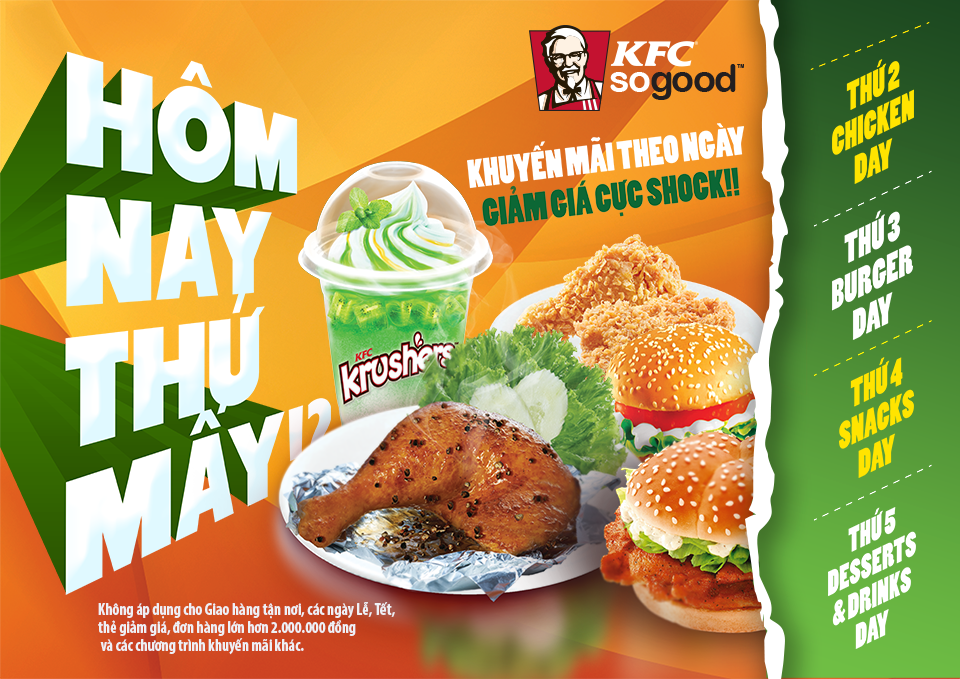 HÔM
NAY
THỨ
MẤY!?
KFC
sogood™
KHUYẾN MÃI THEO NGÀY
GIẢM GIÁ CỰC SHOCK!!
KFC
krushers
Không áp dụng cho Giao hàng tận nơi, các ngày Lễ, Tết,
thẻ giảm giá, đơn hàng lớn hơn 2.000.000 đồng
và các chương trình khuyến mãi khác.
THỨ 2
CHICKEN
DAY
THỨ 3
BURGER
DAY
THỨ 4
SNACKS
DAY
THỨ 5
DESSERTS
& DRINKS
DAY